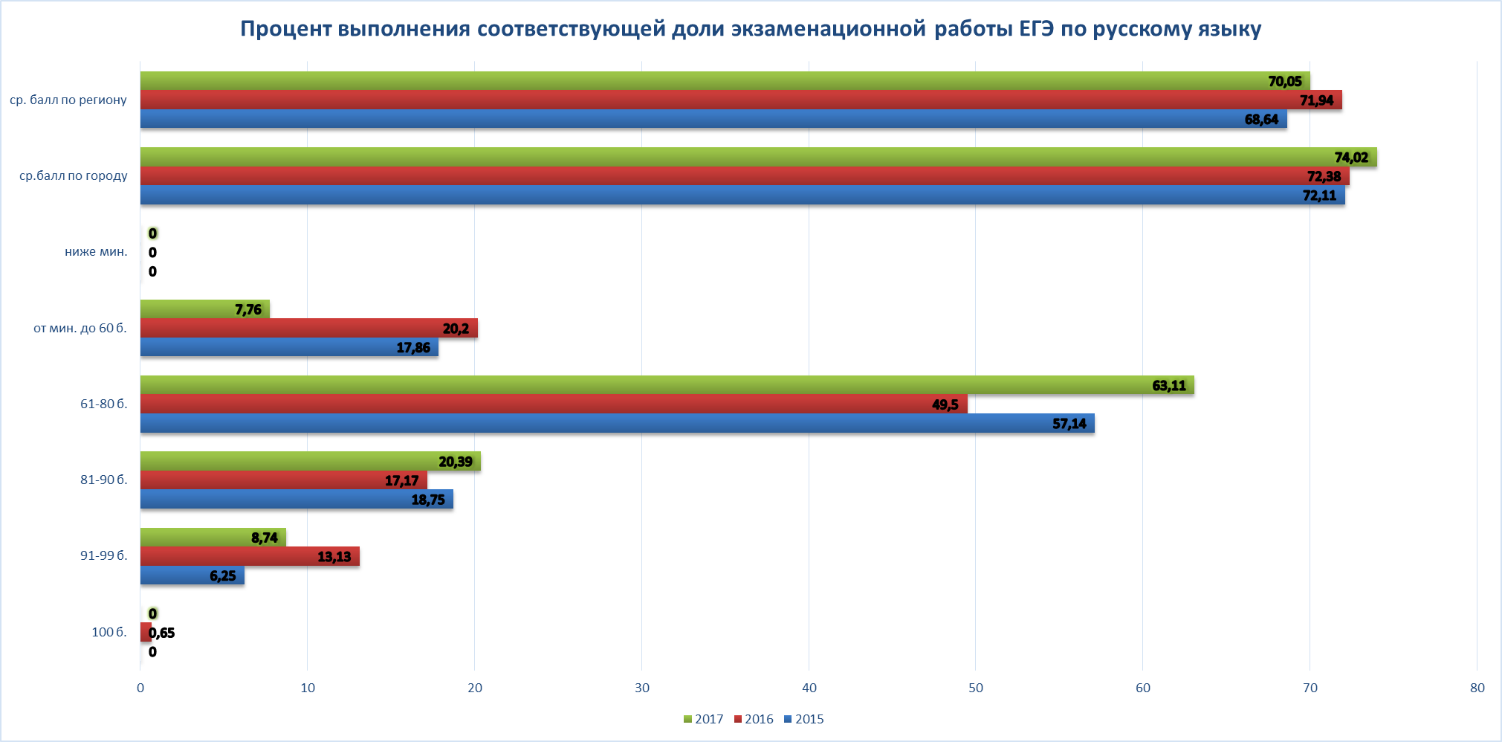 Процент выполнения соответствующей доли экзаменационной работы ЕГЭ по русскому языку
ср. балл по региону
70,05
71,94
68,64
ср.балл по городу
74,02
72,38
72,11
ниже мин.
0
0
0
от мин. до 60 б.
7,76
20,2
17,86
61-80 б.
63,11
49,5
57,14
81-90 б.
20,39
17,17
18,75
91-99 б.
8,74
13,13
6,25
100 б.
0
0,65
0
0 10 20 30 40 50 60 70 80
2017 2016 2015